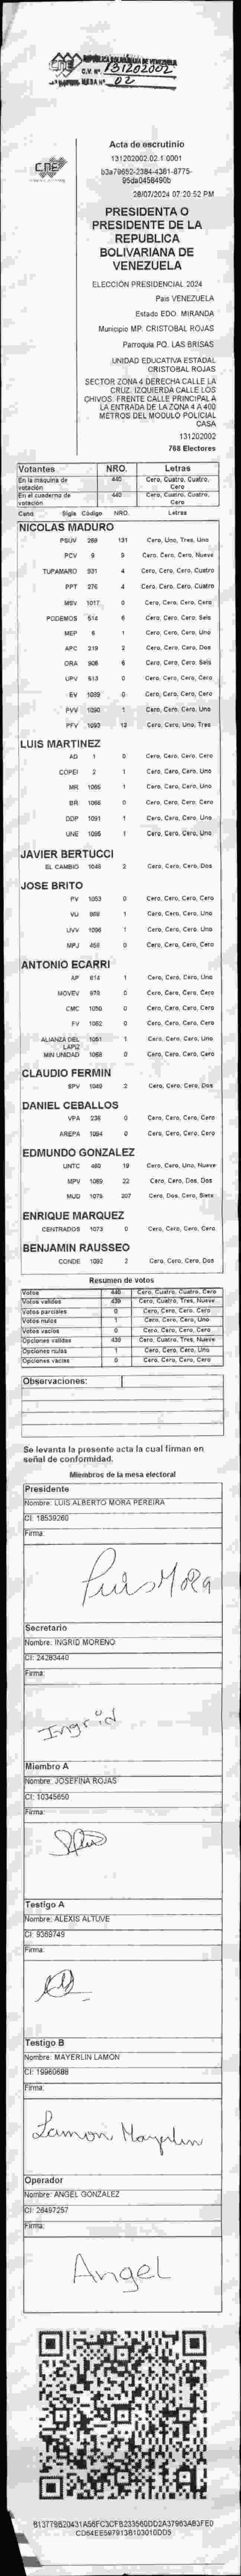 REPÚBLICA BOLIVARIANA DE VENEZUELA
CNE
C.V. N° 131202002
MESA N° 02
CNE
Acta de escrutinio
131202002.02.1.0001
b3a79652-2384-4381-8775-
95da0458490b
28/07/2024 07:20:52 PM
PRESIDENTA O
PRESIDENTE DE LA
REPUBLICA
BOLIVARIANA DE
VENEZUELA
ELECCIÓN PRESIDENCIAL 2024
Pais VENEZUELA
Estado EDO. MIRANDA
Municipio MP. CRISTOBAL ROJAS
Parroquia PQ. LAS BRISAS
UNIDAD EDUCATIVA ESTADAL
CRISTOBAL ROJAS
SECTOR ZONA 4 DERECHA CALLE LA
CRUZ. IZQUIERDA CALLE LOS
CHIVOS. FRENTE CALLE PRINCIPAL A
LA ENTRADA DE LA ZONA 4 A 400
METROS DEL MODULO POLICIAL
CASA
131202002
768 Electores
Votantes NRO. Letras
En la máquina de votación 440 Cero, Cuatro, Cuatro, Cero
En el cuaderno de votación 440 Cero, Cuatro, Cuatro, Cero
Cand Sigla Código NRO. Letras
NICOLAS MADURO
PSUV 269 131 Cero, Uno, Tres, Uno
PCV 9 9 Cero, Cero, Cero, Nueve
TUPAMARO 931 4 Cero, Cero, Cero, Cuatro
PPT 276 4 Cero, Cero, Cero, Cuatro
MSV 1017 0 Cero, Cero, Cero, Cero
PODEMOS 514 6 Cero, Cero, Cero, Seis
MEP 6 1 Cero, Cero, Cero, Uno
APC 219 2 Cero, Cero, Cero, Dos
ORA 906 6 Cero, Cero, Cero, Seis
UPV 613 0 Cero, Cero, Cero, Cero
EV 1089 0 Cero, Cero, Cero, Cero
PVV 1090 1 Cero, Cero, Cero, Uno
PFV 1093 13 Cero, Cero, Uno, Tres
LUIS MARTINEZ
AD 1 0 Cero, Cero, Cero, Cero
COPEI 2 1 Cero, Cero, Cero, Uno
MR 1065 1 Cero, Cero, Cero, Uno
BR 1066 0 Cero, Cero, Cero, Cero
DDP 1091 1 Cero, Cero, Cero, Uno
UNE 1095 1 Cero, Cero, Cero, Uno
JAVIER BERTUCCI
EL CAMBIO 1048 2 Cero, Cero, Cero, Dos
JOSE BRITO
PV 1053 0 Cero, Cero, Cero, Cero
VU 868 1 Cero, Cero, Cero, Uno
UVV 1096 1 Cero, Cero, Cero, Uno
MPJ 458 0 Cero, Cero, Cero, Cero
ANTONIO ECARRI
AP 614 1 Cero, Cero, Cero, Uno
MOVEV 978 0 Cero, Cero, Cero, Cero
CMC 1050 0 Cero, Cero, Cero, Cero
FV 1062 0 Cero, Cero, Cero, Cero
ALIANZA DEL LAPIZ 1051 1 Cero, Cero, Cero, Uno
MIN UNIDAD 1068 0 Cero, Cero, Cero, Cero
CLAUDIO FERMIN
SPV 1049 2 Cero, Cero, Cero, Dos
DANIEL CEBALLOS
VPA 236 0 Cero, Cero, Cero, Cero
AREPA 1094 0 Cero, Cero, Cero, Cero
EDMUNDO GONZALEZ
UNTC 460 19 Cero, Cero, Uno, Nueve
MPV 1069 22 Cero, Cero, Dos, Dos
MUD 1078 207 Cero, Dos, Cero, Siete
ENRIQUE MARQUEZ
CENTRADOS 1073 0 Cero, Cero, Cero, Cero
BENJAMIN RAUSSEO
CONDE 1092 2 Cero, Cero, Cero, Dos
Resumen de votos
Votos 440 Cero, Cuatro, Cuatro, Cero
Votos validos 439 Cero, Cuatro, Tres, Nueve
Votos parciales 0 Cero, Cero, Cero, Cero
Votos nulos 1 Cero, Cero, Cero, Uno
Votos vacios 0 Cero, Cero, Cero, Cero
Opciones validas 439 Cero, Cuatro, Tres, Nueve
Opciones nulas 1 Cero, Cero, Cero, Uno
Opciones vacias 0 Cero, Cero, Cero, Cero
Observaciones:
Se levanta la presente acta la cual firman en
señal de conformidad.
Miembros de la mesa electoral
Presidente
Nombre: LUIS ALBERTO MORA PEREIRA
CI: 18539260
Firma:
Luis Mora
Secretario
Nombre: INGRID MORENO
CI: 24283440
Firma:
Ingrid
Miembro A
Nombre: JOSEFINA ROJAS
CI: 10345650
Firma:
Testigo A
Nombre: ALEXIS ALTUVE
CI: 9369749
Firma:
Testigo B
Nombre: MAYERLIN LAMON
CI: 19960688
Firma:
Lamon Mayerlin
Operador
Nombre: ANGEL GONZALEZ
CI: 26497257
Firma:
Angel